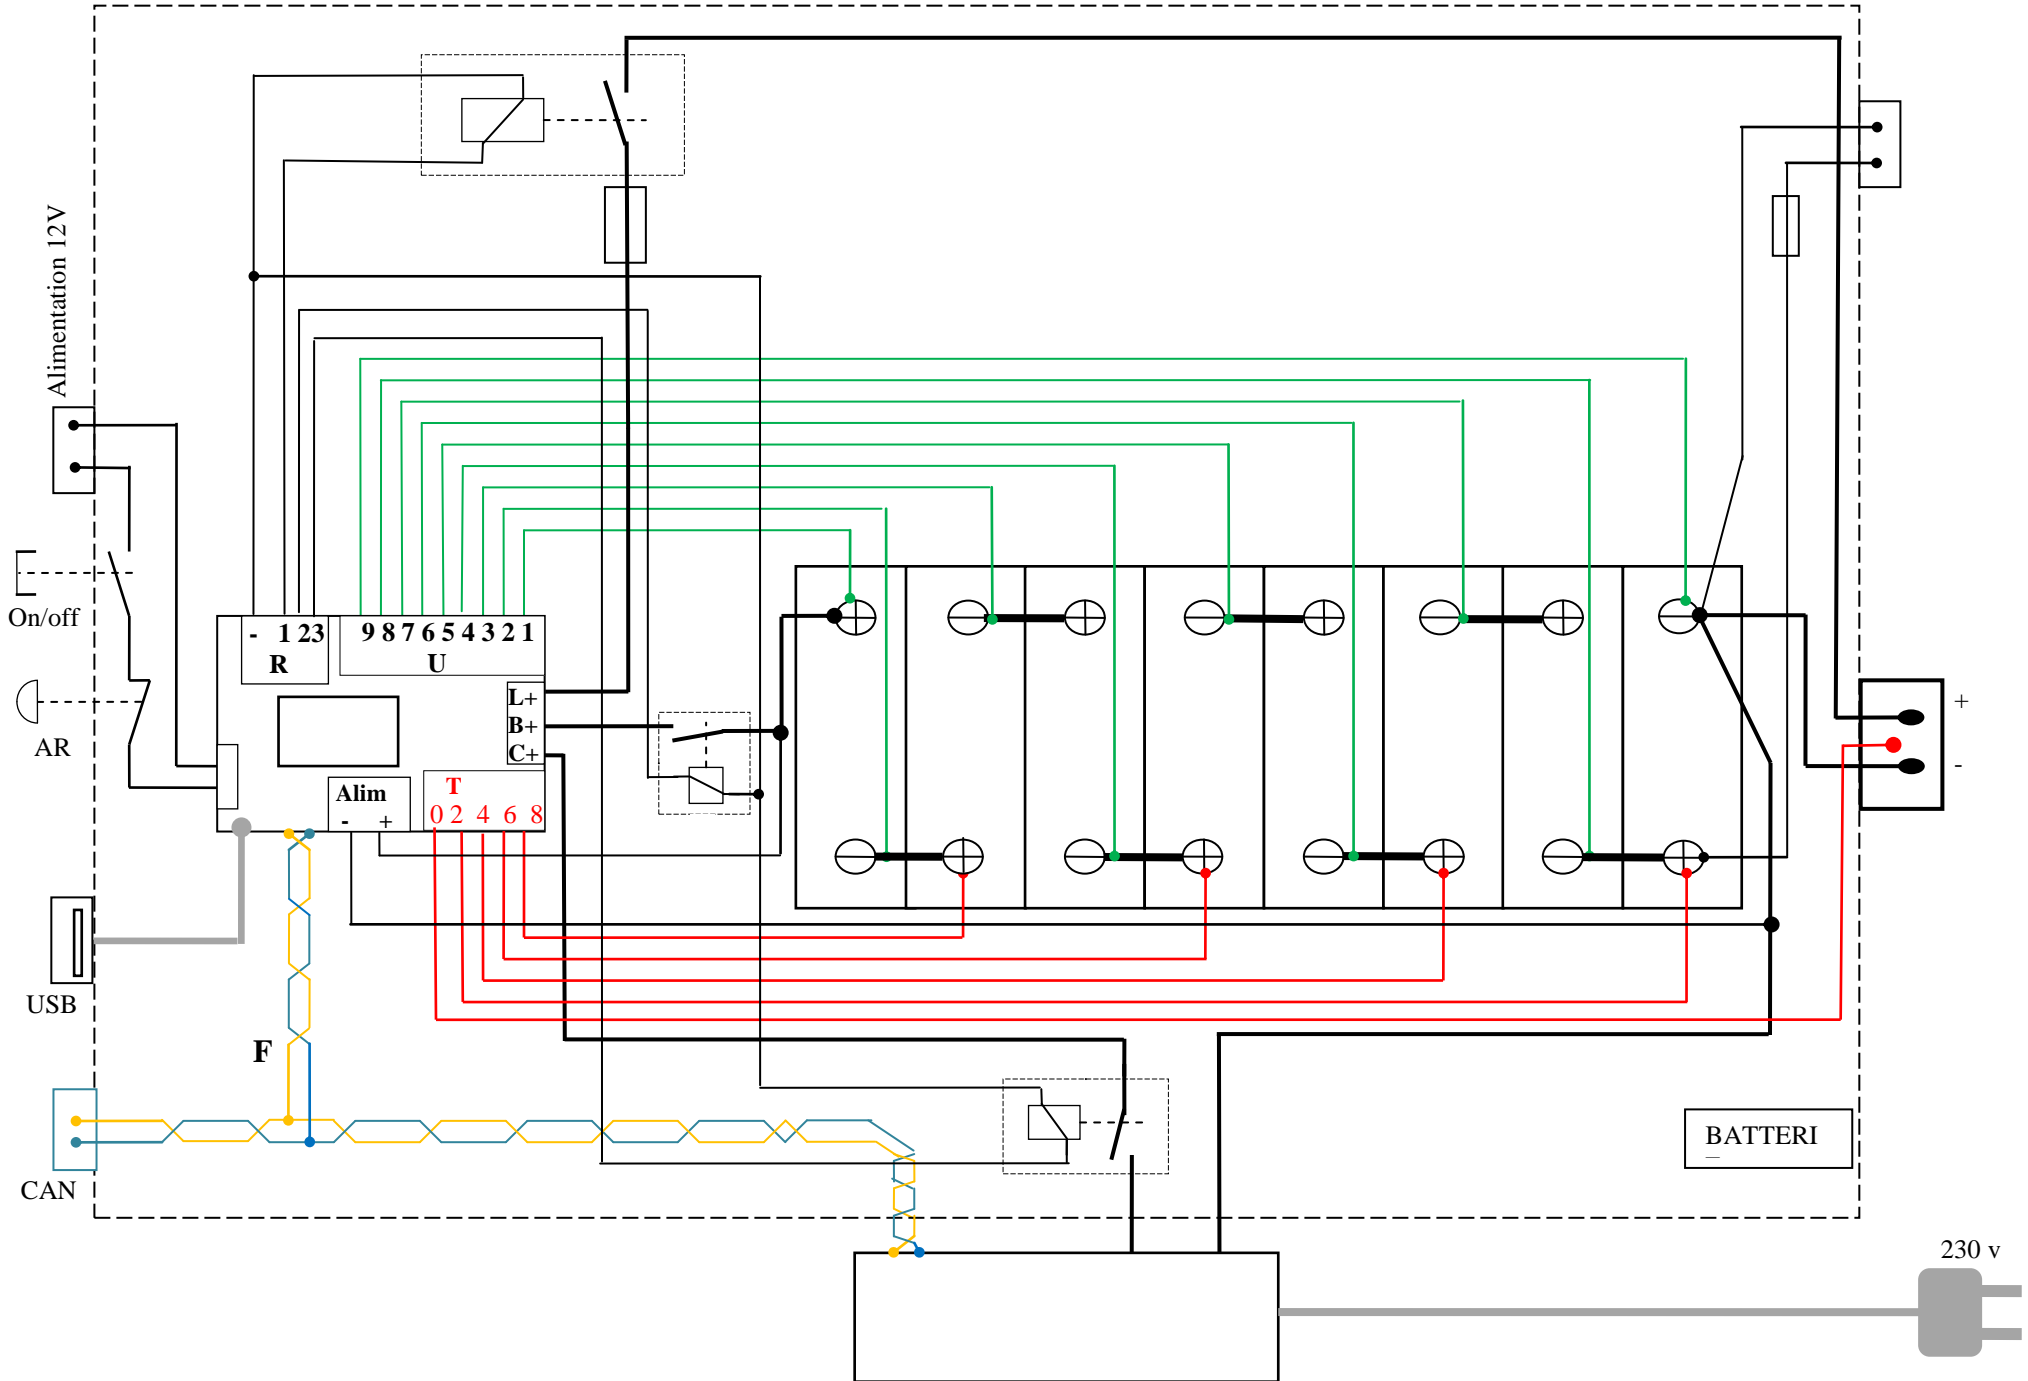 Alimentation 12V
On/off
AR
- 1 23
R
9 8 7 6 5 4 3 2 1
U
L+
B+
C+
Alim
- +
T
0 2 4 6 8
+
-
USB
F
CAN
BATTERI
230 v